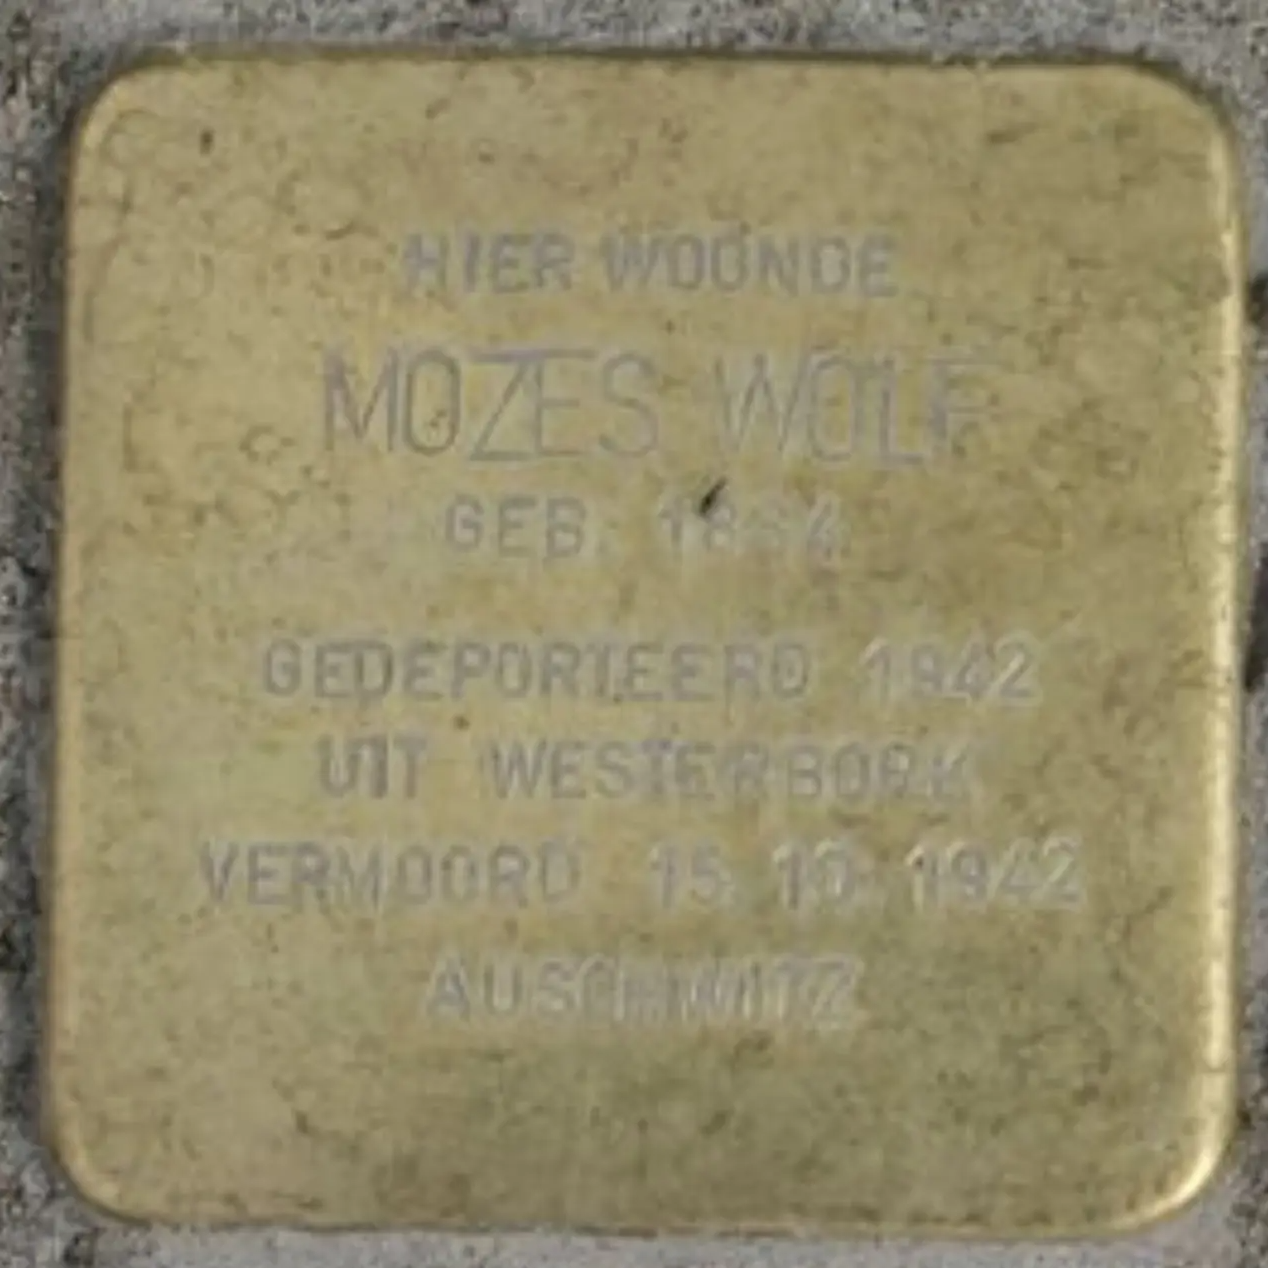 HIER WOONDE
MOZES WOLF
GEB.
GEDEPORTEERD 1942
UIT WESTERBORK
VERMOORD 15.10.1942
AUSCHWITZ